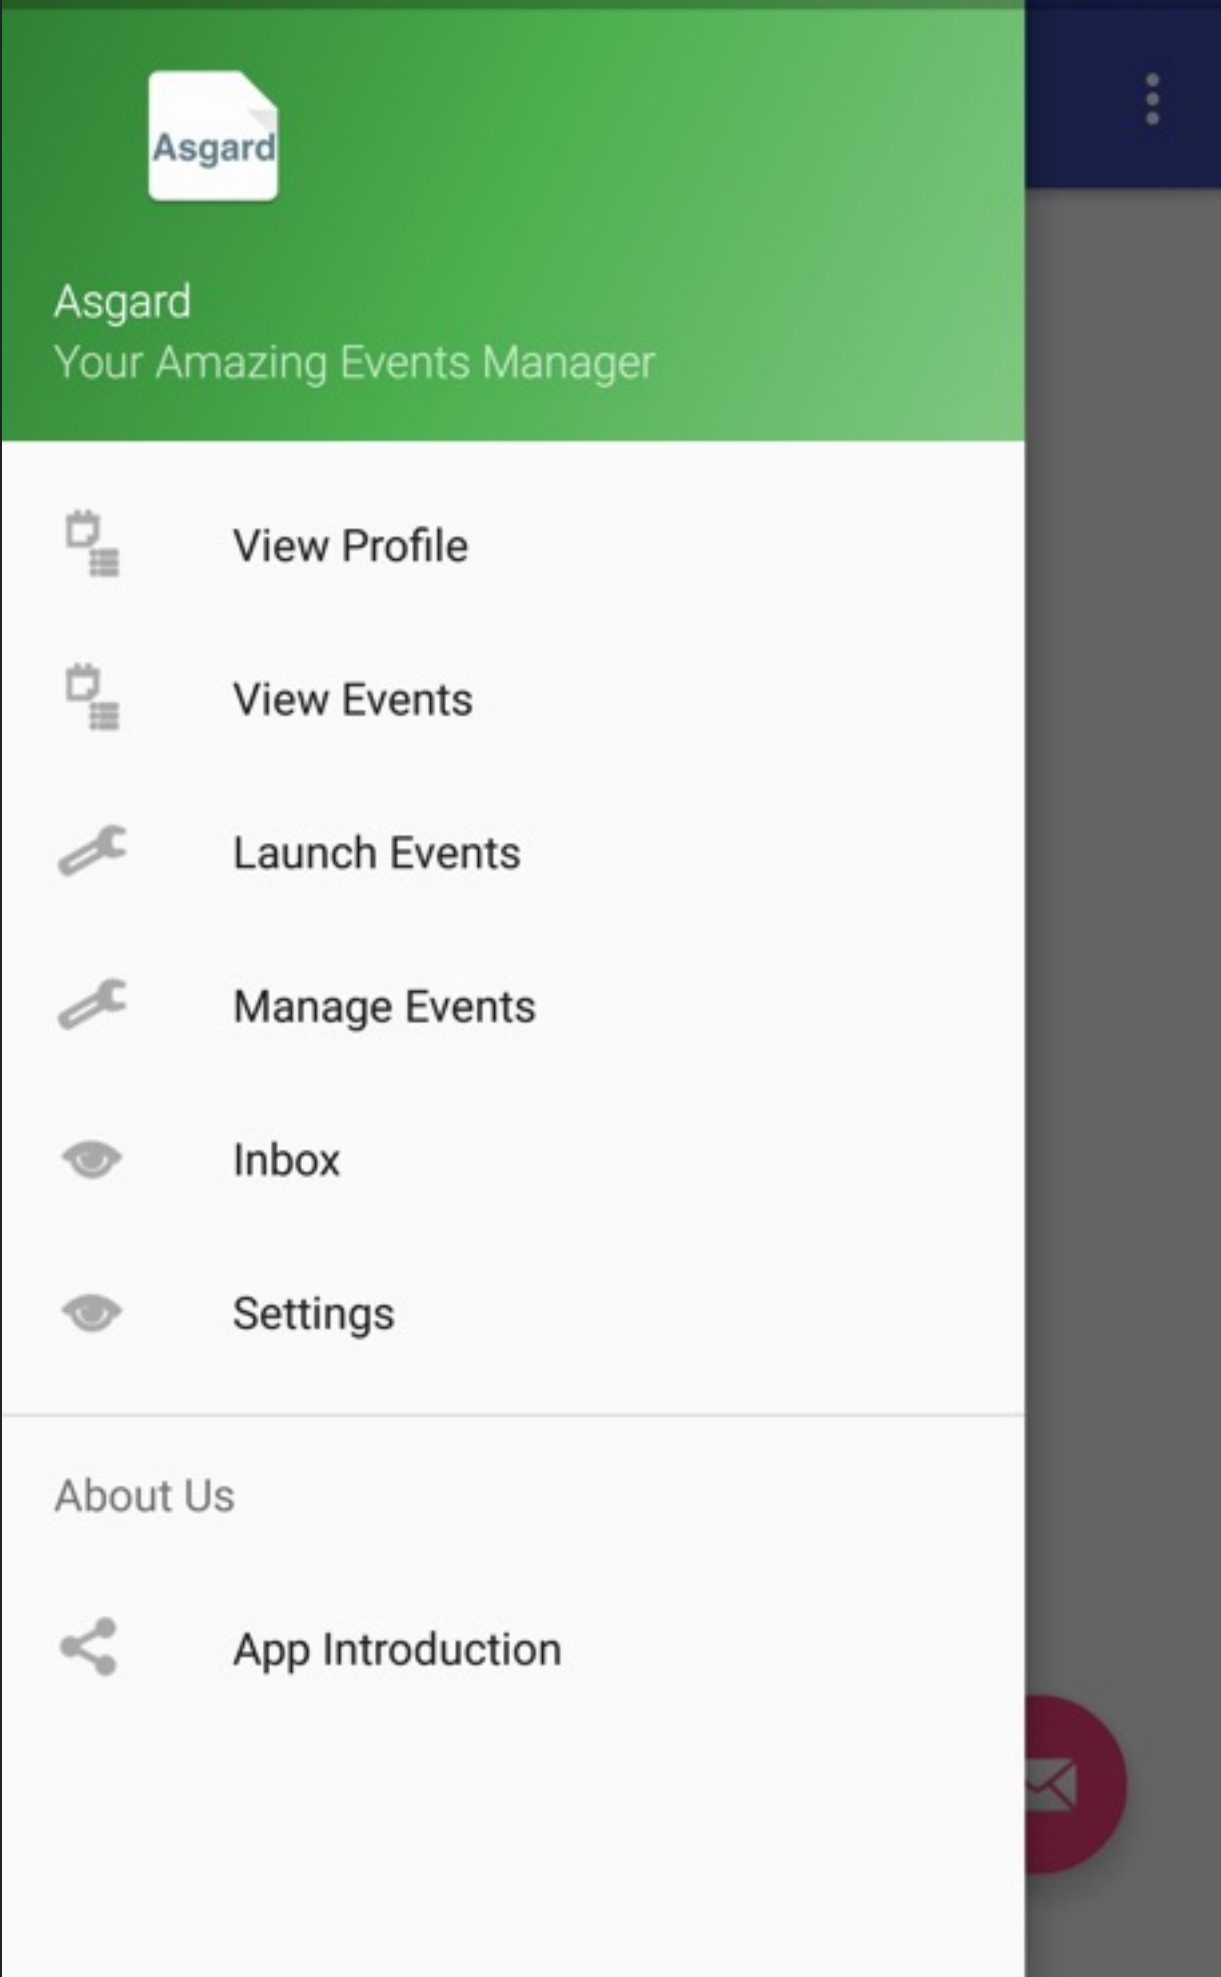 Asgard
Asgard
Your Amazing Events Manager
View Profile
View Events
Launch Events
Manage Events
Inbox
Settings
About Us
App Introduction